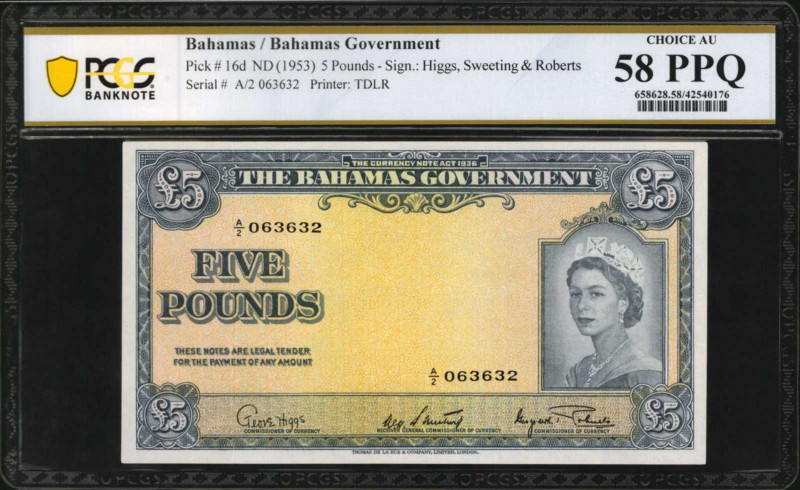 PCGS
BANKNOTE
Bahamas / Bahamas Government
Pick # 16d ND (1953) 5 Pounds - Sign.: Higgs, Sweeting & Roberts
Serial # A/2 063632 Printer: TDLR
CHOICE AU
58 PPQ
658628.58/42540176
THE CURRENCY NOTE ACT 1936
£5 THE BAHAMAS GOVERNMENT £5
A/2 063632
FIVE
POUNDS
THESE NOTES ARE LEGAL TENDER
FOR THE PAYMENT OF ANY AMOUNT
A/2 063632
£5 £5
George Higgs
COMMISSIONER OF CURRENCY
RECEIVER GENERAL COMMISSIONER OF CURRENCY
COMMISSIONER OF CURRENCY
THOMAS DE LA RUE & COMPANY, LIMITED, LONDON.